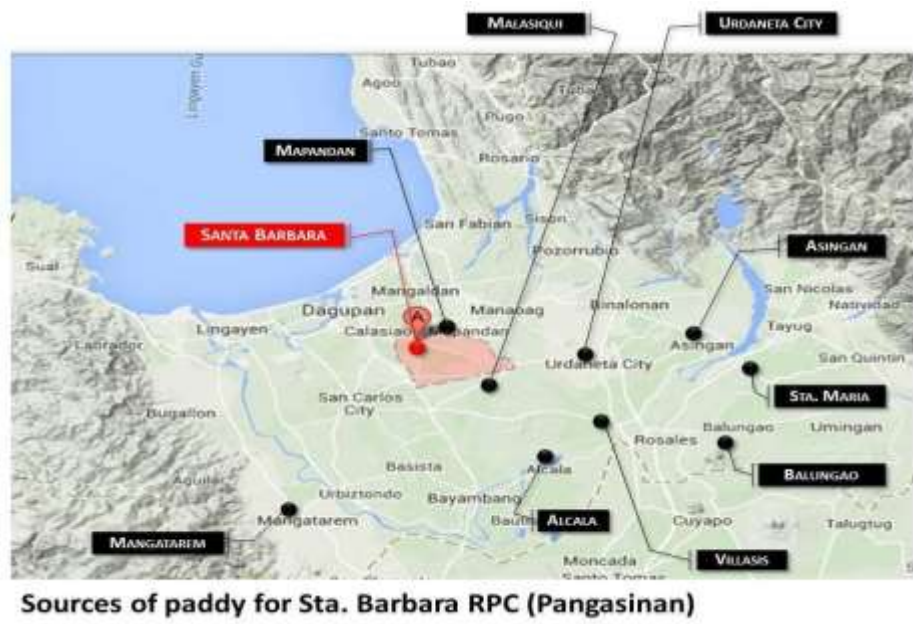 MALASIQUI
URDANETA CITY
Tubao
Agoo
Lingayen Gu
Tuba
Pugo
Santo Tomas
MAPANDAN
Rosario
SANTA BARBARA
San Fabian
Sison
ASINGAN
Pozorrubio
Sual
Mangaldan
San Nicolas
Dagupan
Manaoag
Binalonan
Natividad
A
Lingayen
Calasiao
Mapandan
Tayug
Labrador
Asingan
Urdaneta City
San Quintin
San Carlos
City
STA. MARIA
Bugallon
Rosales
Balungao
Umingan
Basista
Alcala
Aguilar
BALUNGAO
Urbiztondo
Bayambang
Mangatarem
ALCALA
Cuyapo
Talugtug
MANGATAREM
VILLASIS
Moncada
Santo Tomas
Sources of paddy for Sta. Barbara RPC (Pangasinan)